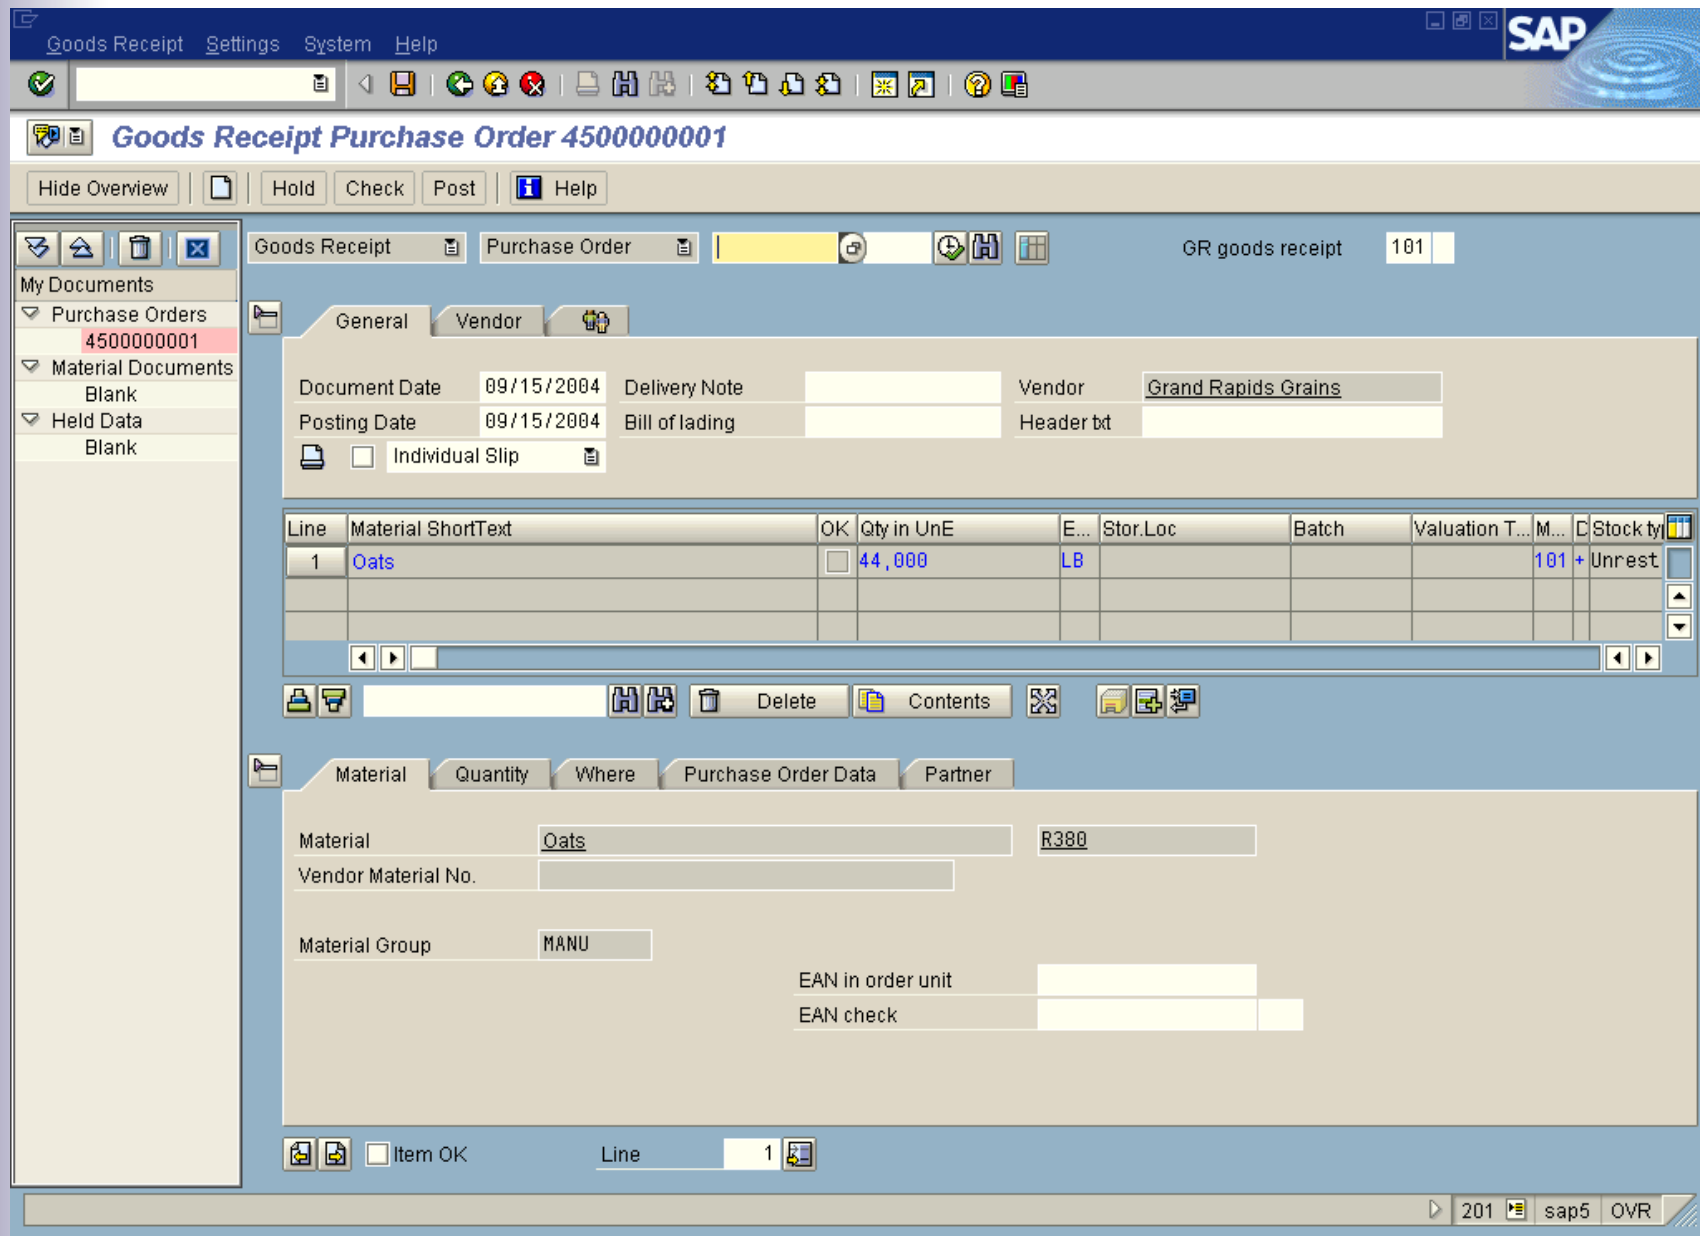 Goods Receipt Settings System Help
SAP
Goods Receipt Purchase Order 4500000001
Hide Overview Hold Check Post Help
Goods Receipt Purchase Order GR goods receipt 101
My Documents
Purchase Orders
4500000001
Material Documents
Blank
Held Data
Blank
General Vendor
Document Date 09/15/2004 Delivery Note Vendor Grand Rapids Grains
Posting Date 09/15/2004 Bill of lading Header txt
Individual Slip
Line Material ShortText OK Qty in UnE E... Stor.Loc Batch Valuation T... M... D Stock ty
1 Oats 44,000 LB 101 + Unrest
Delete Contents
Material Quantity Where Purchase Order Data Partner
Material Oats R380
Vendor Material No.
Material Group MANU
EAN in order unit
EAN check
Item OK Line 1
201 sap5 OVR